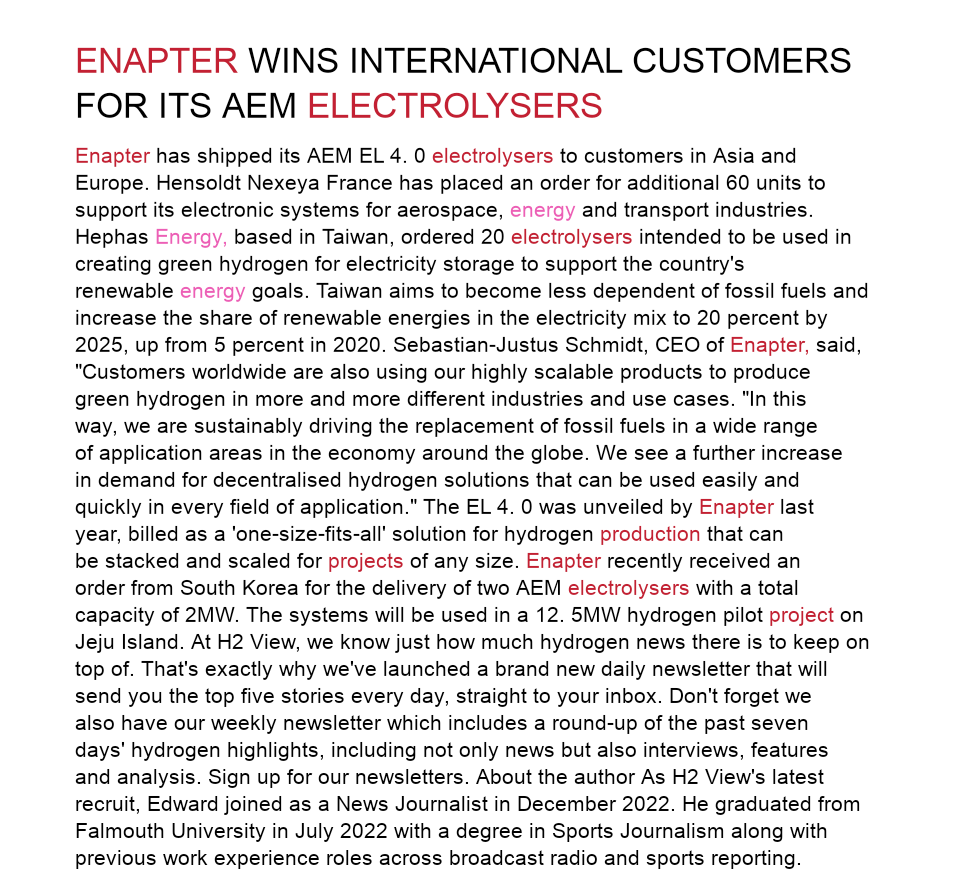 ENAPTER WINS INTERNATIONAL CUSTOMERS
FOR ITS AEM ELECTROLYSERS
Enapter has shipped its AEM EL 4. 0 electrolysers to customers in Asia and
Europe. Hensoldt Nexeya France has placed an order for additional 60 units to
support its electronic systems for aerospace, energy and transport industries.
Hephas Energy, based in Taiwan, ordered 20 electrolysers intended to be used in
creating green hydrogen for electricity storage to support the country's
renewable energy goals. Taiwan aims to become less dependent of fossil fuels and
increase the share of renewable energies in the electricity mix to 20 percent by
2025, up from 5 percent in 2020. Sebastian-Justus Schmidt, CEO of Enapter, said,
"Customers worldwide are also using our highly scalable products to produce
green hydrogen in more and more different industries and use cases. "In this
way, we are sustainably driving the replacement of fossil fuels in a wide range
of application areas in the economy around the globe. We see a further increase
in demand for decentralised hydrogen solutions that can be used easily and
quickly in every field of application." The EL 4. 0 was unveiled by Enapter last
year, billed as a 'one-size-fits-all' solution for hydrogen production that can
be stacked and scaled for projects of any size. Enapter recently received an
order from South Korea for the delivery of two AEM electrolysers with a total
capacity of 2MW. The systems will be used in a 12. 5MW hydrogen pilot project on
Jeju Island. At H2 View, we know just how much hydrogen news there is to keep on
top of. That's exactly why we've launched a brand new daily newsletter that will
send you the top five stories every day, straight to your inbox. Don't forget we
also have our weekly newsletter which includes a round-up of the past seven
days' hydrogen highlights, including not only news but also interviews, features
and analysis. Sign up for our newsletters. About the author As H2 View's latest
recruit, Edward joined as a News Journalist in December 2022. He graduated from
Falmouth University in July 2022 with a degree in Sports Journalism along with
previous work experience roles across broadcast radio and sports reporting.